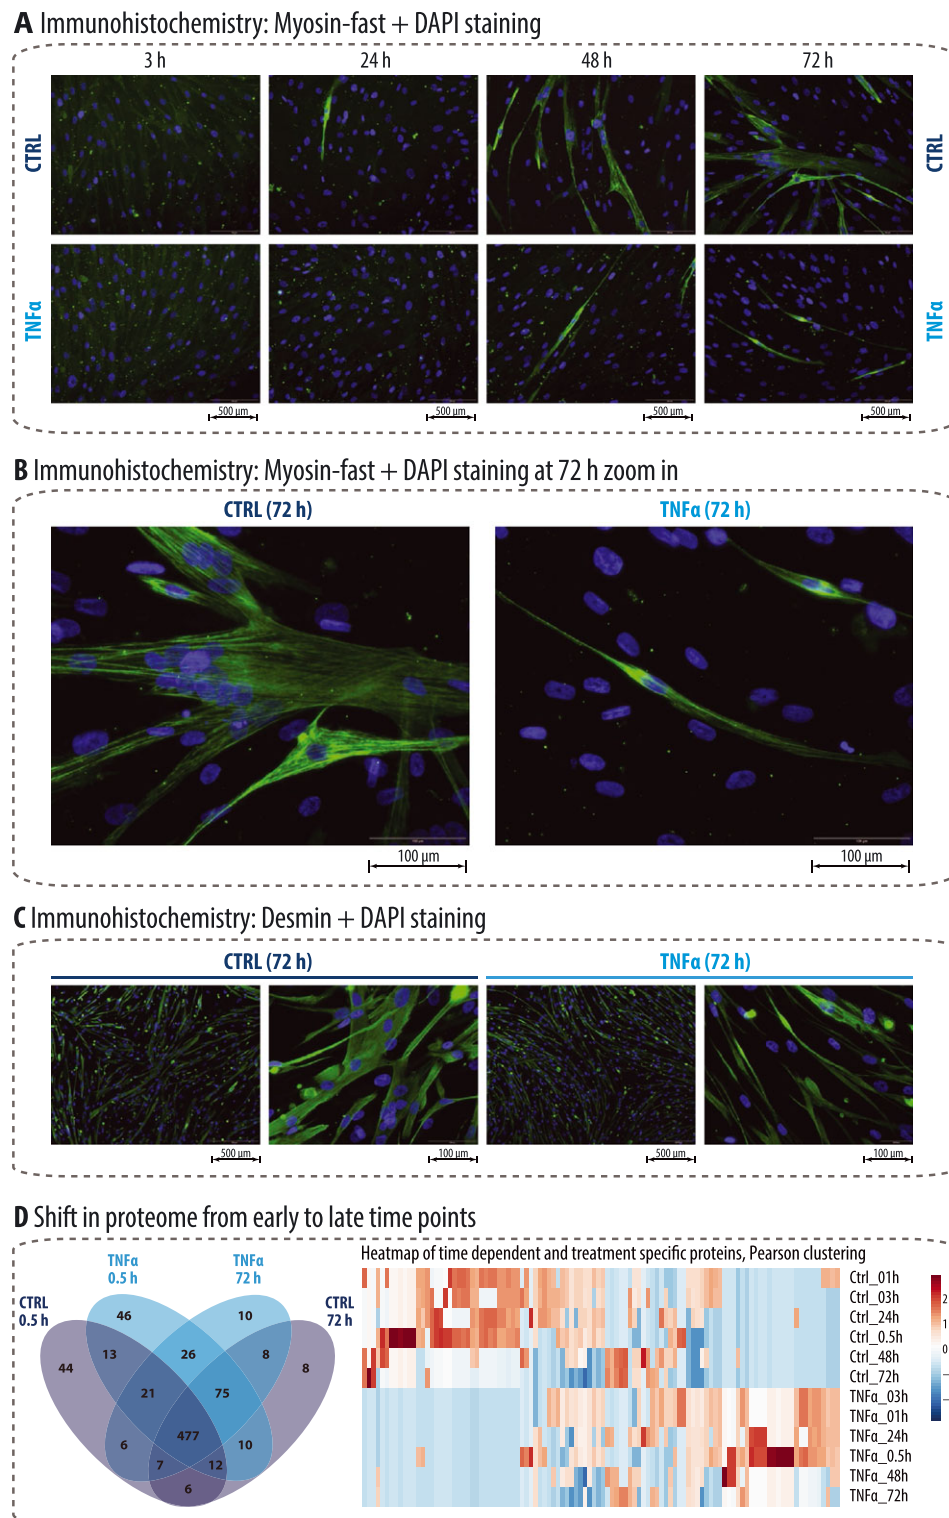 A Immunohistochemistry: Myosin-fast + DAPI staining
3 h 24 h 48 h 72 h
CTRL CTRL
TNFα TNFα
500 µm 500 µm 500 µm 500 µm
B Immunohistochemistry: Myosin-fast + DAPI staining at 72 h zoom in
CTRL (72 h) TNFα (72 h)
100 µm 100 µm
C Immunohistochemistry: Desmin + DAPI staining
CTRL (72 h) TNFα (72 h)
500 µm 100 µm 500 µm 100 µm
D Shift in proteome from early to late time points
TNFα
0.5 h
TNFα
72 h
CTRL
0.5 h
CTRL
72 h
46 10
13 26 8
44 8
21 75
477
6 10
7 12
6
Heatmap of time dependent and treatment specific proteins, Pearson clustering
Ctrl_01h
Ctrl_03h
Ctrl_24h
Ctrl_0.5h
Ctrl_48h
Ctrl_72h
TNFα_03h
TNFα_01h
TNFα_24h
TNFα_0.5h
TNFα_48h
TNFα_72h
2
1
0